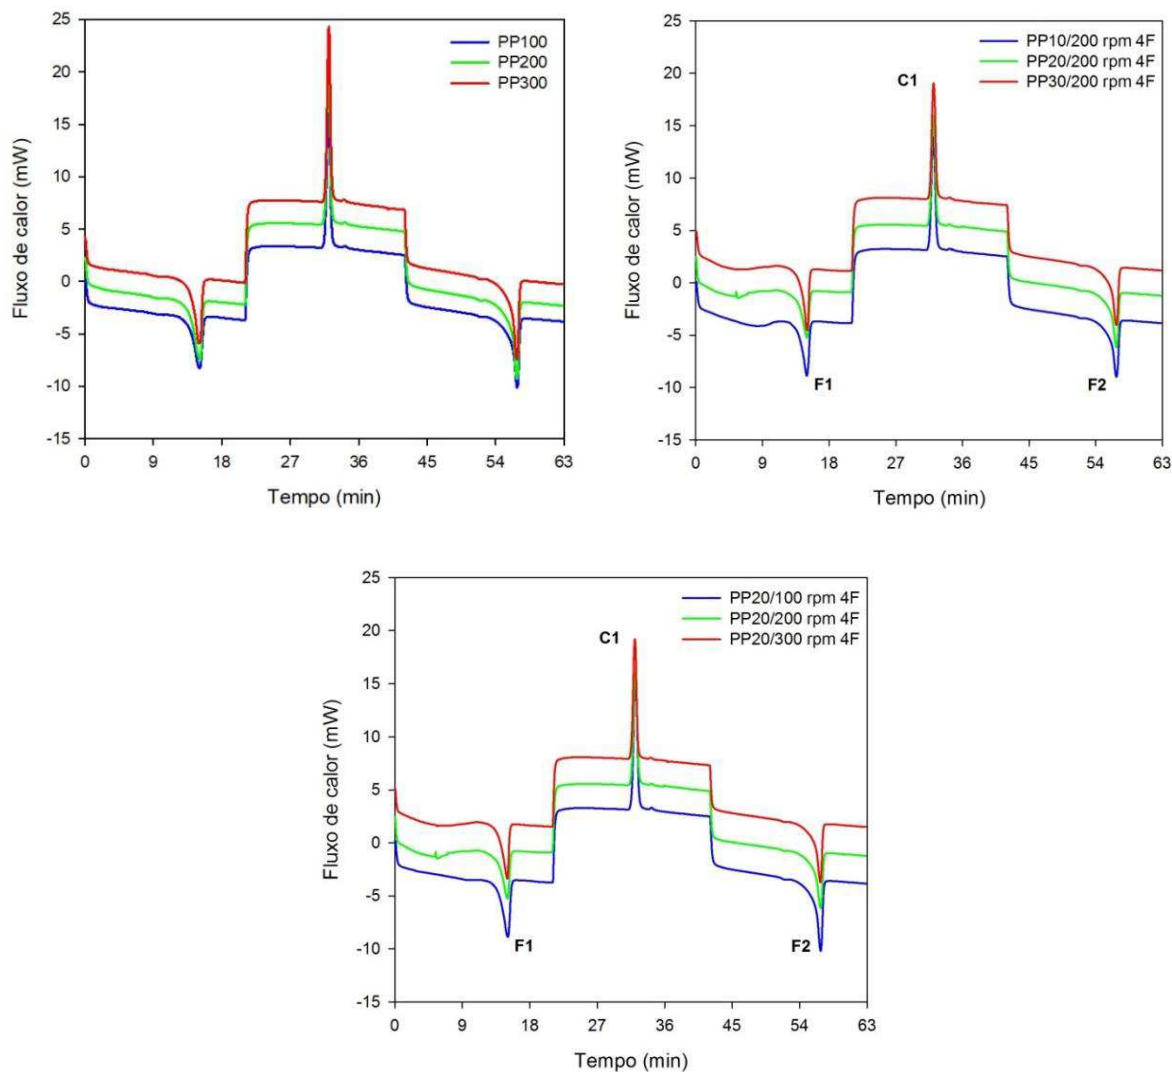 25
20
15
10
5
0
-5
-10
-15
Fluxo de calor (mW)
PP100
PP200
PP300
0 9 18 27 36 45 54 63
Tempo (min)
25
20
15
10
5
0
-5
-10
-15
Fluxo de calor (mW)
PP10/200 rpm 4F
PP20/200 rpm 4F
PP30/200 rpm 4F
C1
F1
F2
0 9 18 27 36 45 54 63
Tempo (min)
25
20
15
10
5
0
-5
-10
-15
Fluxo de calor (mW)
PP20/100 rpm 4F
PP20/200 rpm 4F
PP20/300 rpm 4F
C1
F1
F2
0 9 18 27 36 45 54 63
Tempo (min)